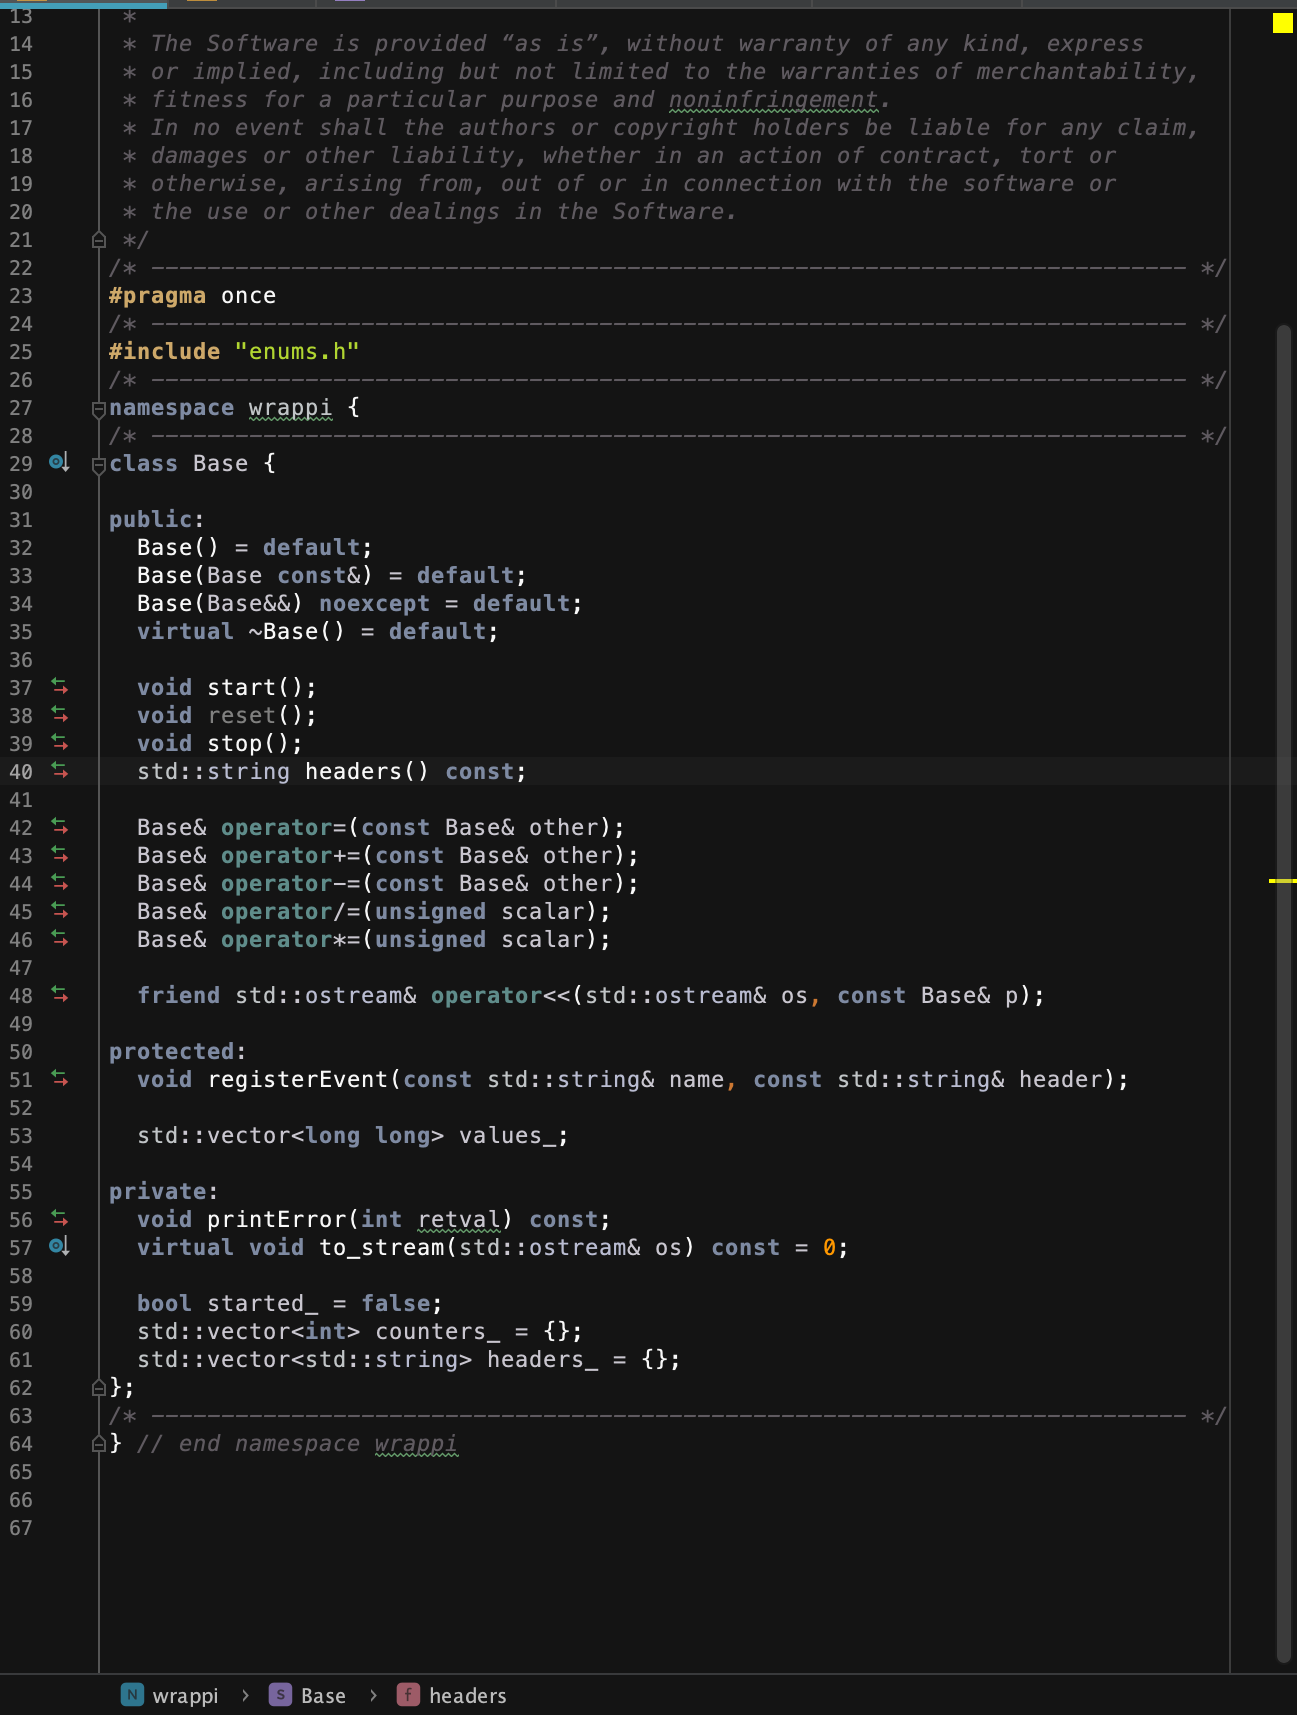 13 *
14 * The Software is provided “as is”, without warranty of any kind, express
15 * or implied, including but not limited to the warranties of merchantability,
16 * fitness for a particular purpose and noninfringement.
17 * In no event shall the authors or copyright holders be liable for any claim,
18 * damages or other liability, whether in an action of contract, tort or
19 * otherwise, arising from, out of or in connection with the software or
20 * the use or other dealings in the Software.
21 */
22 /* -------------------------------------------------------------------------- */
23 #pragma once
24 /* -------------------------------------------------------------------------- */
25 #include "enums.h"
26 /* -------------------------------------------------------------------------- */
27 namespace wrappi {
28 /* -------------------------------------------------------------------------- */
29 class Base {
30
31 public:
32   Base() = default;
33   Base(Base const&) = default;
34   Base(Base&&) noexcept = default;
35   virtual ~Base() = default;
36
37   void start();
38   void reset();
39   void stop();
40   std::string headers() const;
41
42   Base& operator=(const Base& other);
43   Base& operator+=(const Base& other);
44   Base& operator-=(const Base& other);
45   Base& operator/=(unsigned scalar);
46   Base& operator*=(unsigned scalar);
47
48   friend std::ostream& operator<<(std::ostream& os, const Base& p);
49
50 protected:
51   void registerEvent(const std::string& name, const std::string& header);
52
53   std::vector<long long> values_;
54
55 private:
56   void printError(int retval) const;
57   virtual void to_stream(std::ostream& os) const = 0;
58
59   bool started_ = false;
60   std::vector<int> counters_ = {};
61   std::vector<std::string> headers_ = {};
62 };
63 /* -------------------------------------------------------------------------- */
64 } // end namespace wrappi
65
66
67
N wrappi › S Base › f headers